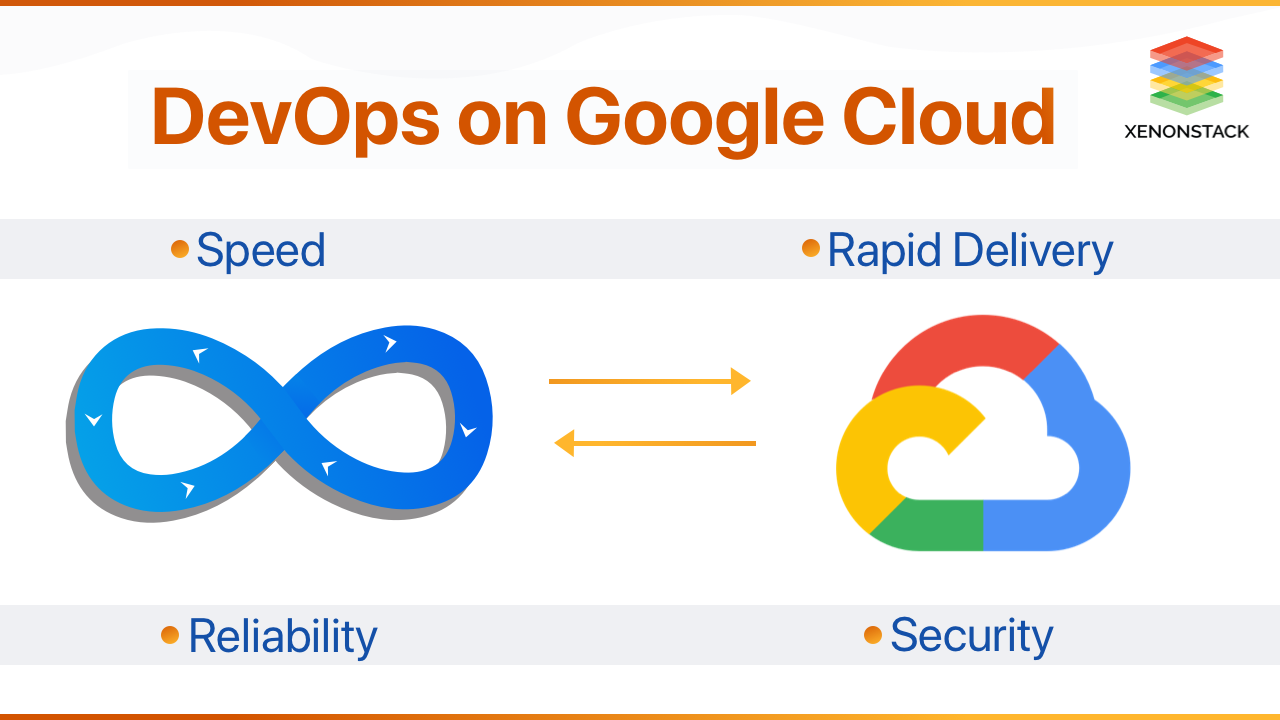 DevOps on Google Cloud
XENONSTACK
Speed
Rapid Delivery
Reliability
Security